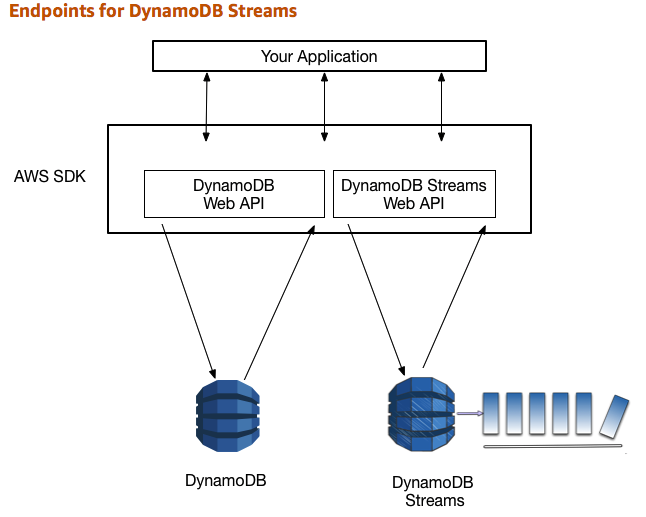 Endpoints for DynamoDB Streams
Your Application
AWS SDK
DynamoDB
Web API
DynamoDB Streams
Web API
DynamoDB
DynamoDB
Streams